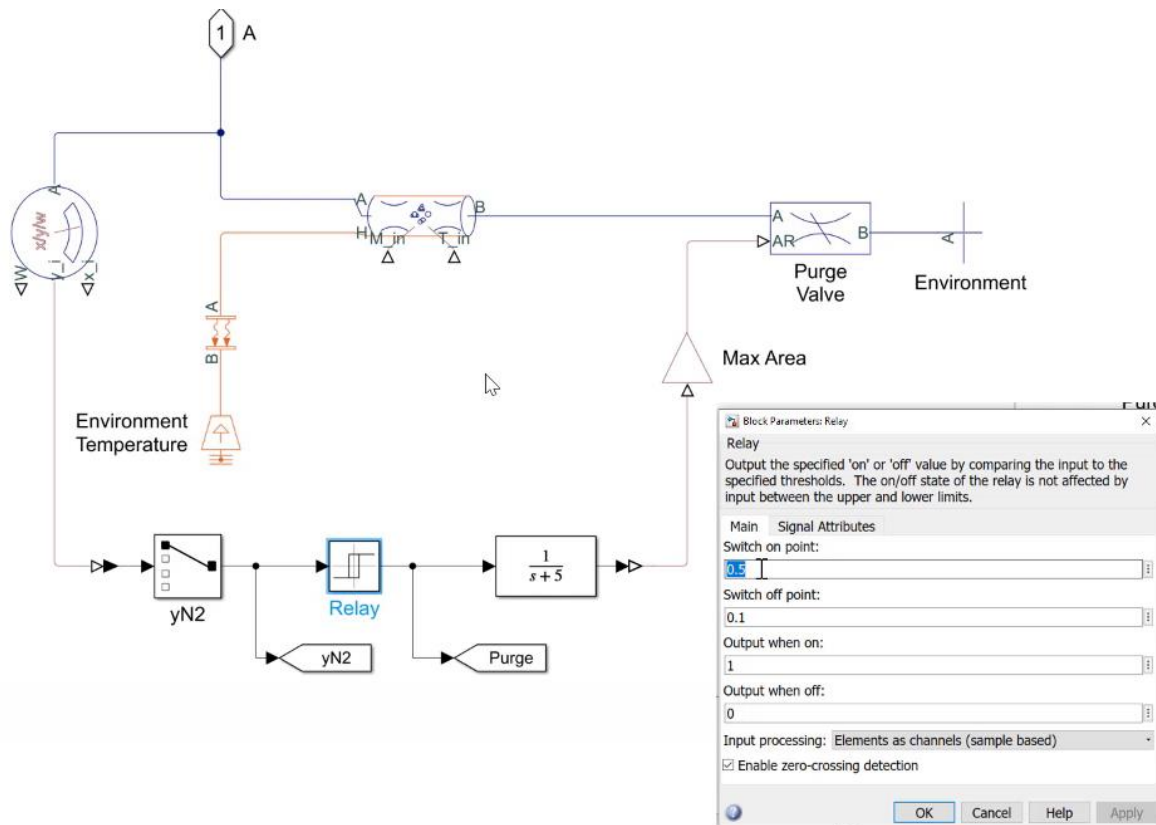 1 A
A
x/y/w
W
y_i
x_i
A
H
M_in
T_in
B
A
AR
B
A
Purge
Valve
Environment
A
B
Max Area
Environment
Temperature
yN2
Relay
1
s + 5
yN2
Purge
Block Parameters: Relay
Relay
Output the specified 'on' or 'off' value by comparing the input to the
specified thresholds. The on/off state of the relay is not affected by
input between the upper and lower limits.
Main Signal Attributes
Switch on point:
0.5
Switch off point:
0.1
Output when on:
1
Output when off:
0
Input processing: Elements as channels (sample based)
Enable zero-crossing detection
OK Cancel Help Apply